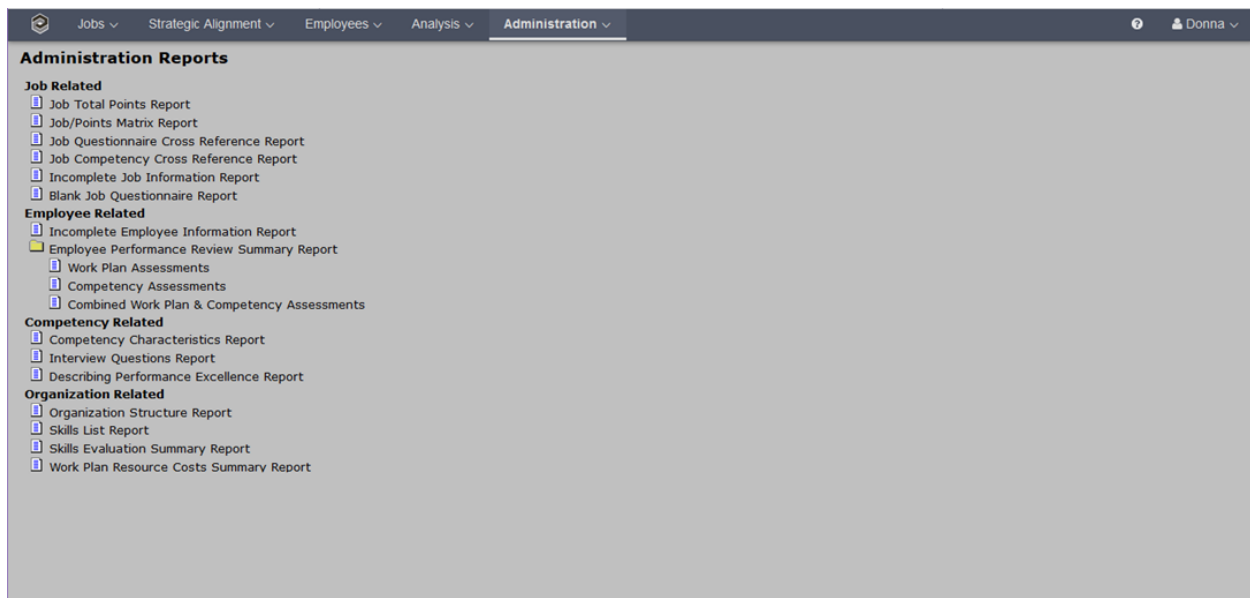 Jobs Strategic Alignment Employees Analysis Administration Donna
Administration Reports
Job Related
Job Total Points Report
Job/Points Matrix Report
Job Questionnaire Cross Reference Report
Job Competency Cross Reference Report
Incomplete Job Information Report
Blank Job Questionnaire Report
Employee Related
Incomplete Employee Information Report
Employee Performance Review Summary Report
Work Plan Assessments
Competency Assessments
Combined Work Plan & Competency Assessments
Competency Related
Competency Characteristics Report
Interview Questions Report
Describing Performance Excellence Report
Organization Related
Organization Structure Report
Skills List Report
Skills Evaluation Summary Report
Work Plan Resource Costs Summary Report